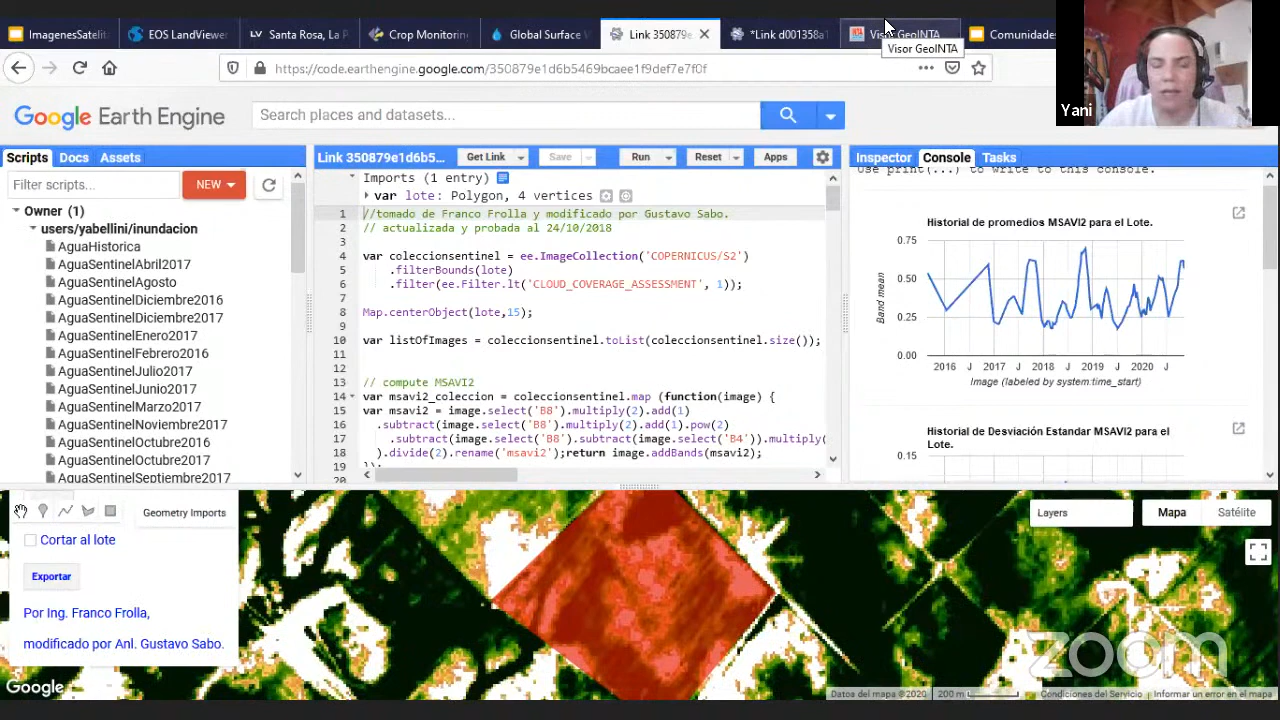 ImagenesSatelit
EOS LandViewer
Santa Rosa, La P
Crop Monitorin
Global Surface W
Link 350879e
*Link d001358a1
Visor GeoINTA
Comunidades
Visor GeoINTA
https://code.earthengine.google.com/350879e1d6b5469bcaee1f9def7e7f0f
Yani
Google Earth Engine
Search places and datasets...
Scripts Docs Assets
Filter scripts...
NEW
Owner (1)
users/yabellini/inundacion
AguaHistorica
AguaSentinelAbril2017
AguaSentinelAgosto
AguaSentinelDiciembre2016
AguaSentinelDiciembre2017
AguaSentinelEnero2017
AguaSentinelFebrero2016
AguaSentinelJulio2017
AguaSentinelJunio2017
AguaSentinelMarzo2017
AguaSentinelNoviembre2017
AguaSentinelOctubre2016
AguaSentinelOctubre2017
AguaSentinelSeptiembre2017
Link 350879e1d6b5...
Get Link Save Run Reset Apps
Imports (1 entry)
var lote: Polygon, 4 vertices
1 //tomado de Franco Frolla y modificado por Gustavo Sabo.
2 // actualizada y probada al 24/10/2018
3
4 var coleccionsentinel = ee.ImageCollection('COPERNICUS/S2')
5 .filterBounds(lote)
6 .filter(ee.Filter.lt('CLOUD_COVERAGE_ASSESSMENT', 1));
7
8 Map.centerObject(lote,15);
9
10 var listOfImages = coleccionsentinel.toList(coleccionsentinel.size());
11
12
13 // compute MSAVI2
14 var msavi2_coleccion = coleccionsentinel.map (function(image) {
15 var msavi2 = image.select('B8').multiply(2).add(1)
16 .subtract(image.select('B8').multiply(2).add(1).pow(2)
17 .subtract(image.select('B8').subtract(image.select('B4')).multiply(
18 ).divide(2).rename('msavi2');return image.addBands(msavi2);
19 });
20
Inspector Console Tasks
Use print(...) to write to this console.
Historial de promedios MSAVI2 para el Lote.
0.75
0.50
0.25
0.00
Band mean
2016 J 2017 J 2018 J 2019 J 2020 J
Image (labeled by system:time_start)
Historial de Desviación Estandar MSAVI2 para el
Lote.
0.15
Geometry Imports
Cortar al lote
Exportar
Por Ing. Franco Frolla,
modificado por Anl. Gustavo Sabo.
Layers
Mapa Satélite
zoom
Google
Datos del mapa ©2020
200 m
Condiciones del Servicio
Informar un error en el mapa